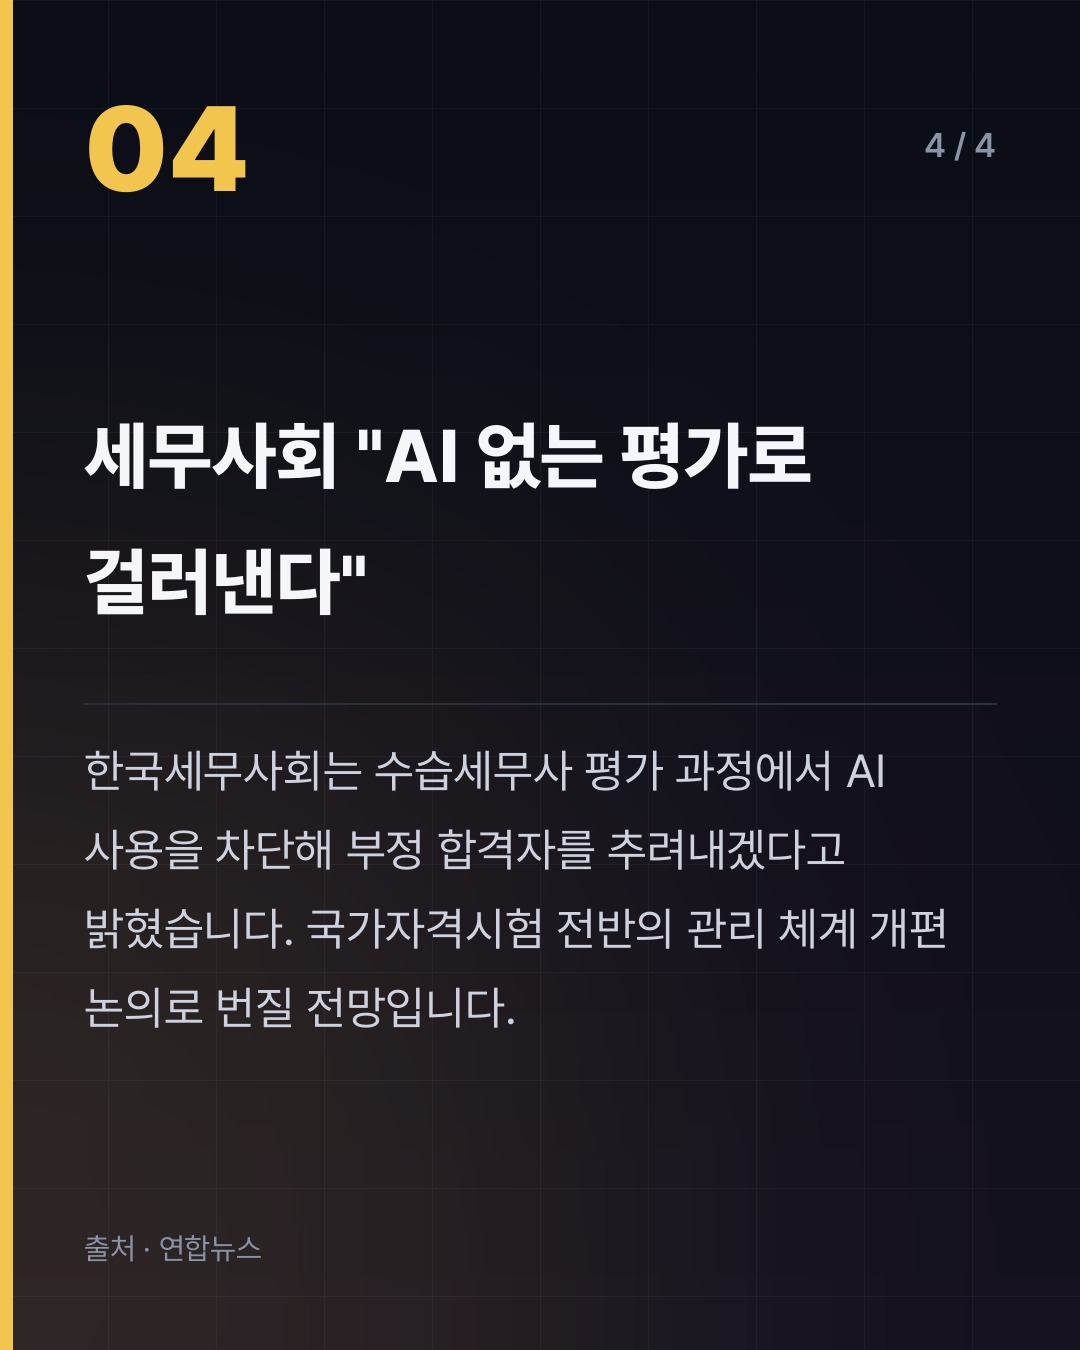 04
4 / 4
세무사회 "AI 없는 평가로
걸러낸다"
한국세무사회는 수습세무사 평가 과정에서 AI
사용을 차단해 부정 합격자를 추려내겠다고
밝혔습니다. 국가자격시험 전반의 관리 체계 개편
논의로 번질 전망입니다.
출처 · 연합뉴스